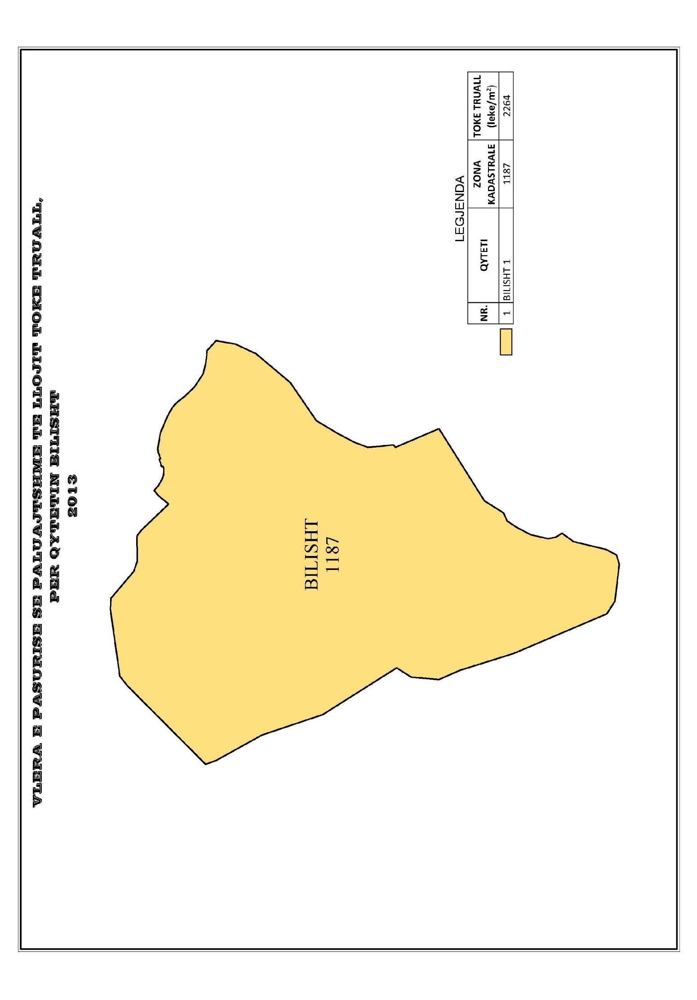 VLERA E PASURISE SE PALUAJTSHME TE LLOJIT TOKE TRUALL,
PER QYTETIN BILISHT
2013
BILISHT
1187
LEGJENDA
NR. QYTETI ZONA KADASTRALE TOKE TRUALL (leke/m²)
1 BILISHT 1 1187 2264